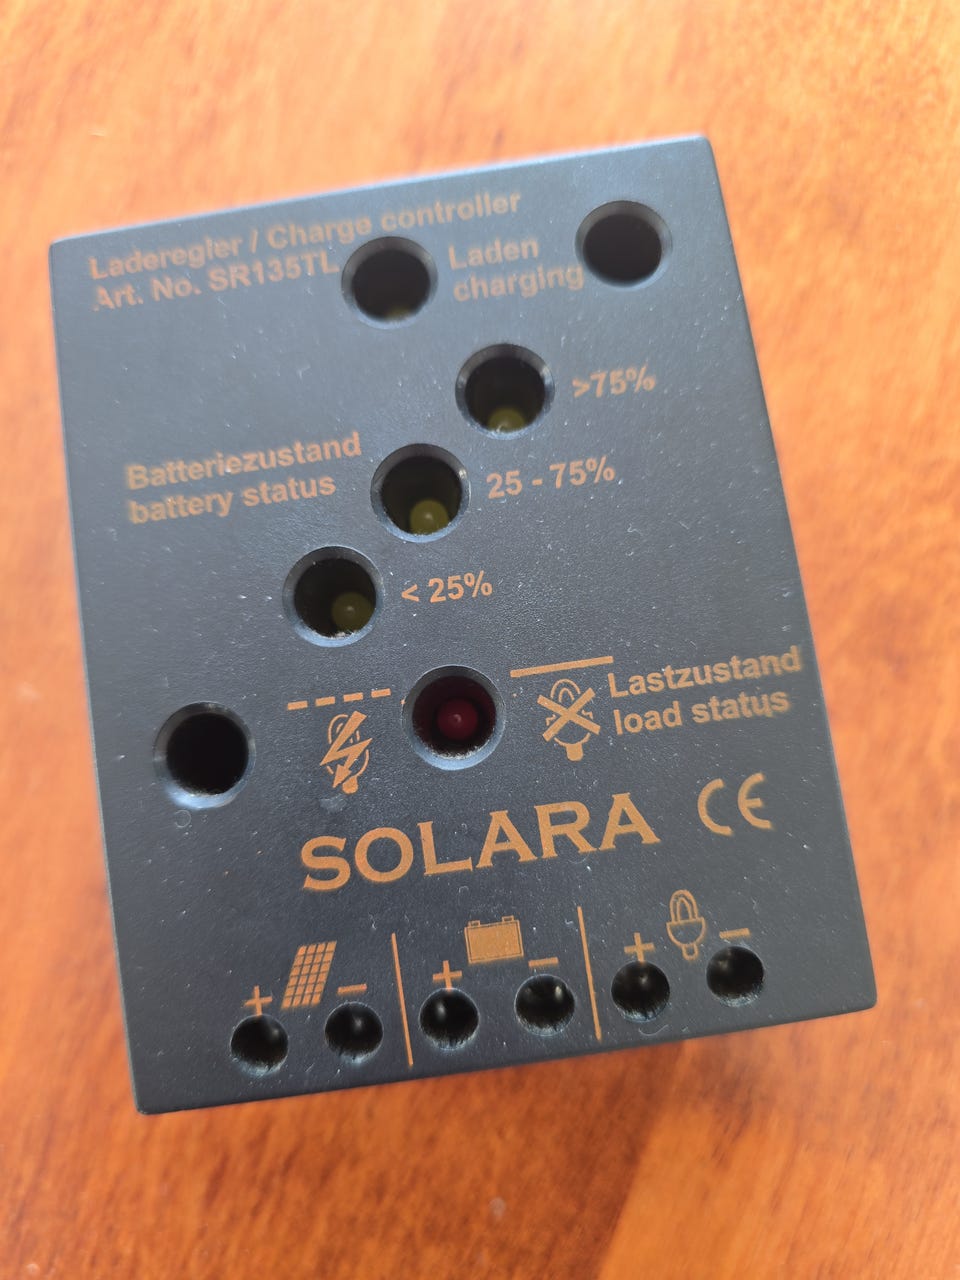 Laderegler / Charge controller
Art. No. SR135TL
Laden
charging
>75%
Batteriezustand
battery status
25 - 75%
< 25%
Lastzustand
load status
SOLARA CE
+ - + - + -